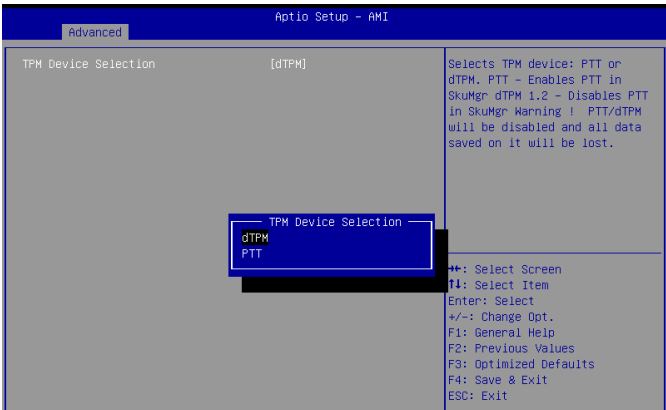 Aptio Setup – AMI
Advanced
TPM Device Selection [dTPM]
Selects TPM device: PTT or
dTPM. PTT – Enables PTT in
SkuMgr dTPM 1.2 – Disables PTT
in SkuMgr Warning ! PTT/dTPM
will be disabled and all data
saved on it will be lost.
TPM Device Selection
dTPM
PTT
→←: Select Screen
↑↓: Select Item
Enter: Select
+/–: Change Opt.
F1: General Help
F2: Previous Values
F3: Optimized Defaults
F4: Save & Exit
ESC: Exit